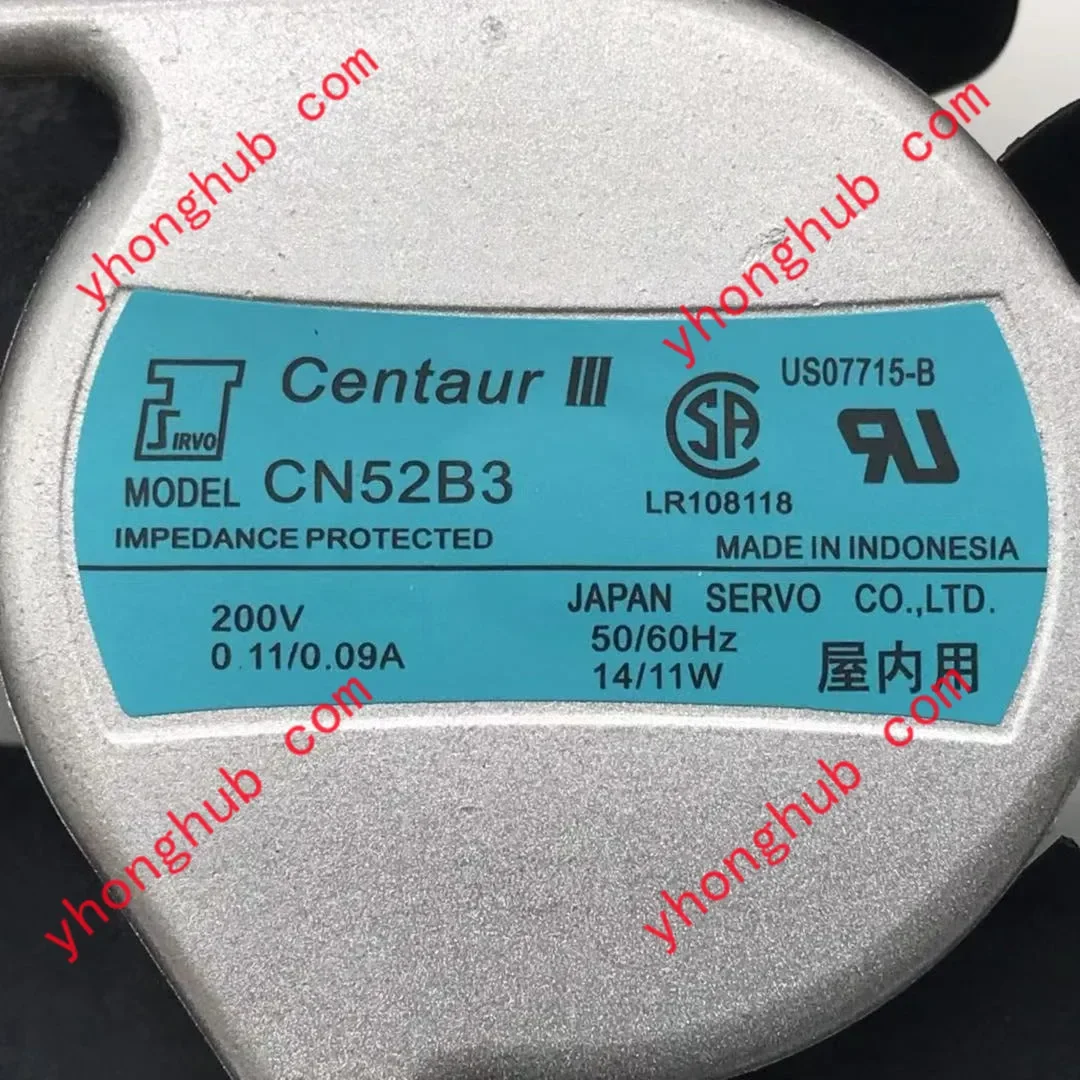 yhonghub com
yhonghub com
SIRVO
Centaur III
US07715-B
MODEL CN52B3
LR108118
IMPEDANCE PROTECTED
MADE IN INDONESIA
JAPAN SERVO CO.,LTD.
200V
50/60Hz
0.11/0.09A
14/11W
屋内用
yhonghub com
yhonghub com